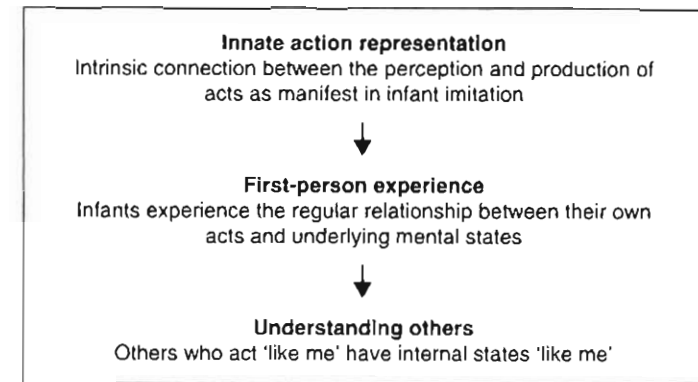 Innate action representation
Intrinsic connection between the perception and production of
acts as manifest in infant imitation
First-person experience
Infants experience the regular relationship between their own
acts and underlying mental states
Understanding others
Others who act 'like me' have internal states 'like me'